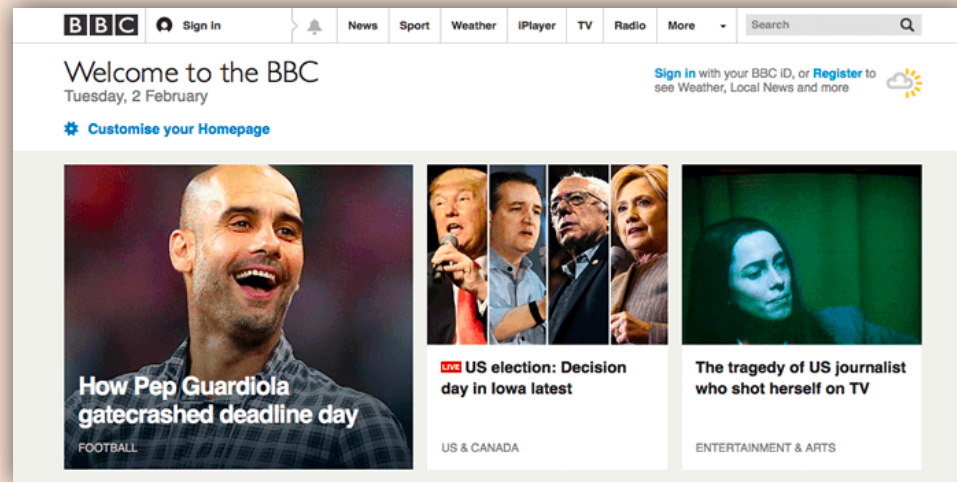 BBC Sign in News Sport Weather iPlayer TV Radio More Search
Welcome to the BBC
Tuesday, 2 February
Sign in with your BBC iD, or Register to
see Weather, Local News and more
Customise your Homepage
How Pep Guardiola
gatecrashed deadline day
FOOTBALL
LIVE US election: Decision
day in Iowa latest
US & CANADA
The tragedy of US journalist
who shot herself on TV
ENTERTAINMENT & ARTS